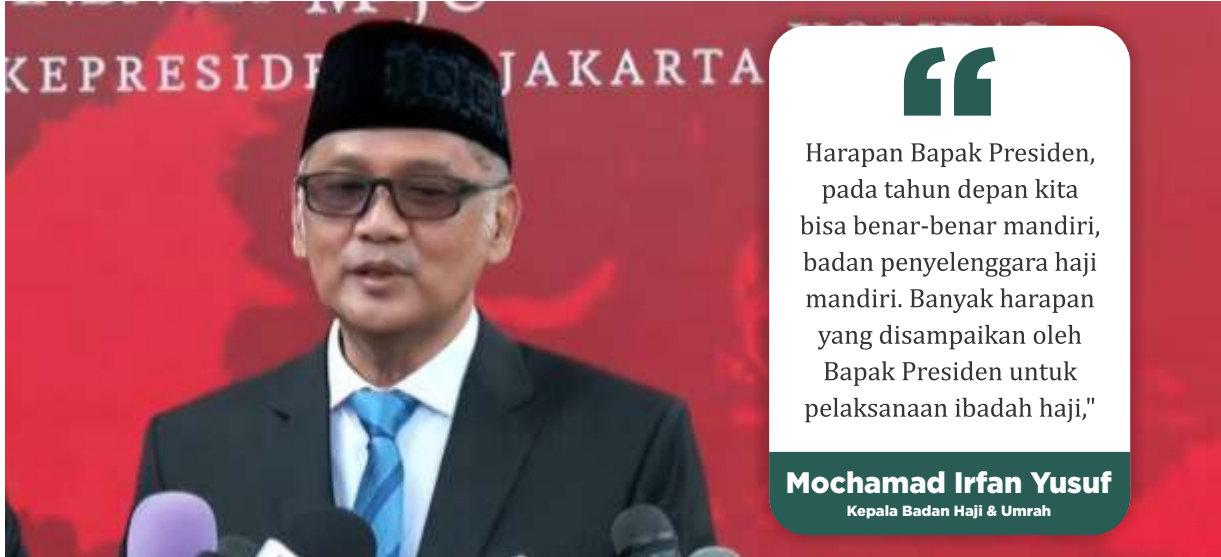 KEPRESID
JAKARTA
Harapan Bapak Presiden,
pada tahun depan kita
bisa benar-benar mandiri,
badan penyelenggara haji
mandiri. Banyak harapan
yang disampaikan oleh
Bapak Presiden untuk
pelaksanaan ibadah haji,"
Mochamad Irfan Yusuf
Kepala Badan Haji & Umrah